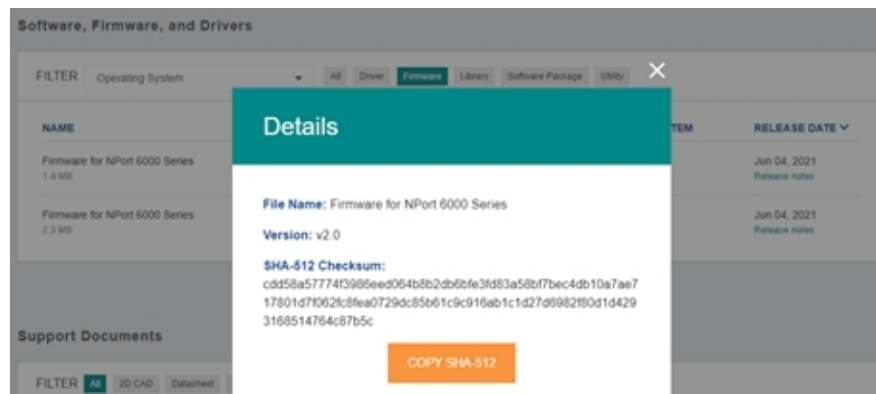 Software, Firmware, and Drivers
FILTER Operating System All Driver Firmware Library Software Package Utility
Details
NAME TEM RELEASE DATE
Firmware for NPort 6000 Series Jun 04, 2021
1.4 MB Release notes
File Name: Firmware for NPort 6000 Series
Firmware for NPort 6000 Series Jun 04, 2021
2.3 MB Release notes
Version: v2.0
SHA-512 Checksum:
cdd58a57774f3986eed064b8b2db6bfe3fd83a58bf7bec4db10a7ae7
17801d7f062fc8fea0729dc85b61c9c916ab1c1d27d6982f80d1d429
3168514764c87b5c
COPY SHA-512
Support Documents
FILTER All 2D CAD Datasheet